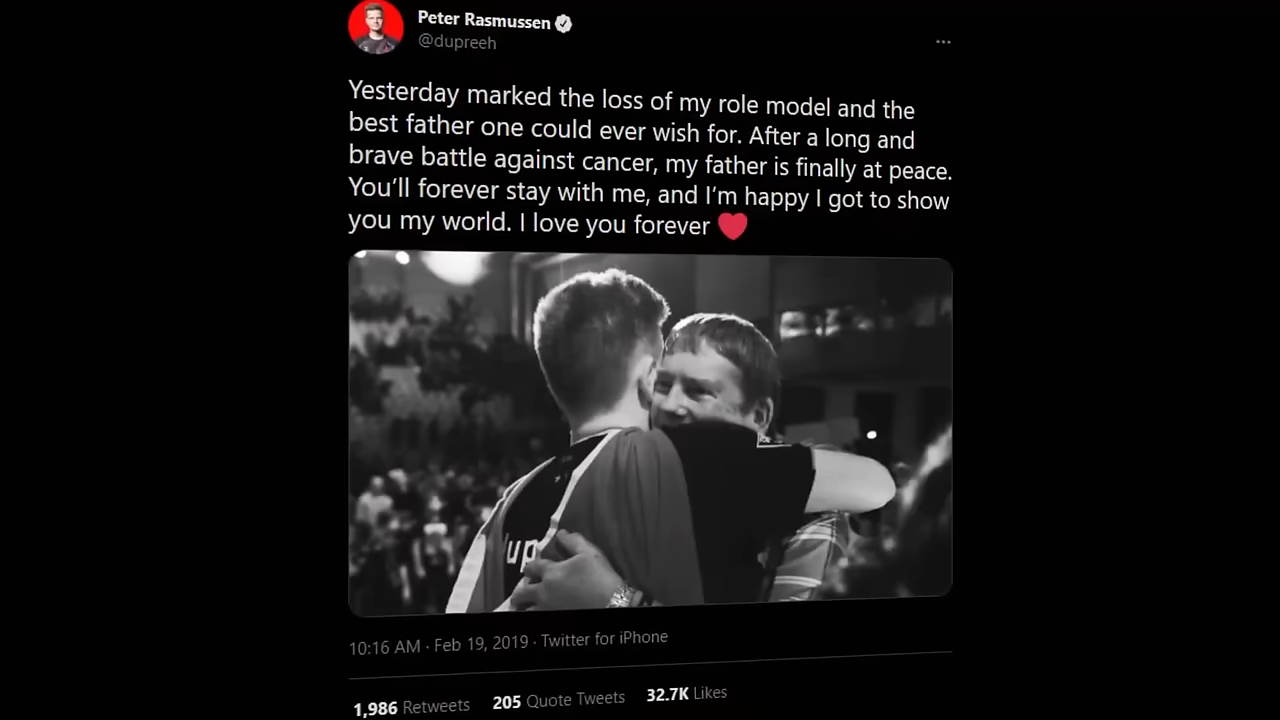 Peter Rasmussen
@dupreeh
Yesterday marked the loss of my role model and the
best father one could ever wish for. After a long and
brave battle against cancer, my father is finally at peace.
You'll forever stay with me, and I'm happy I got to show
you my world. I love you forever ❤
up
10:16 AM · Feb 19, 2019 · Twitter for iPhone
1,986 Retweets 205 Quote Tweets 32.7K Likes